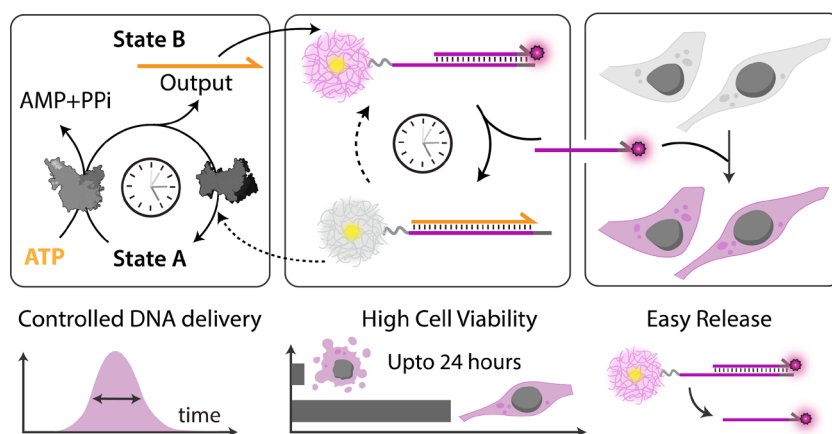 State B
Output
AMP+PPi
ATP
State A
Controlled DNA delivery
time
High Cell Viability
Upto 24 hours
Easy Release